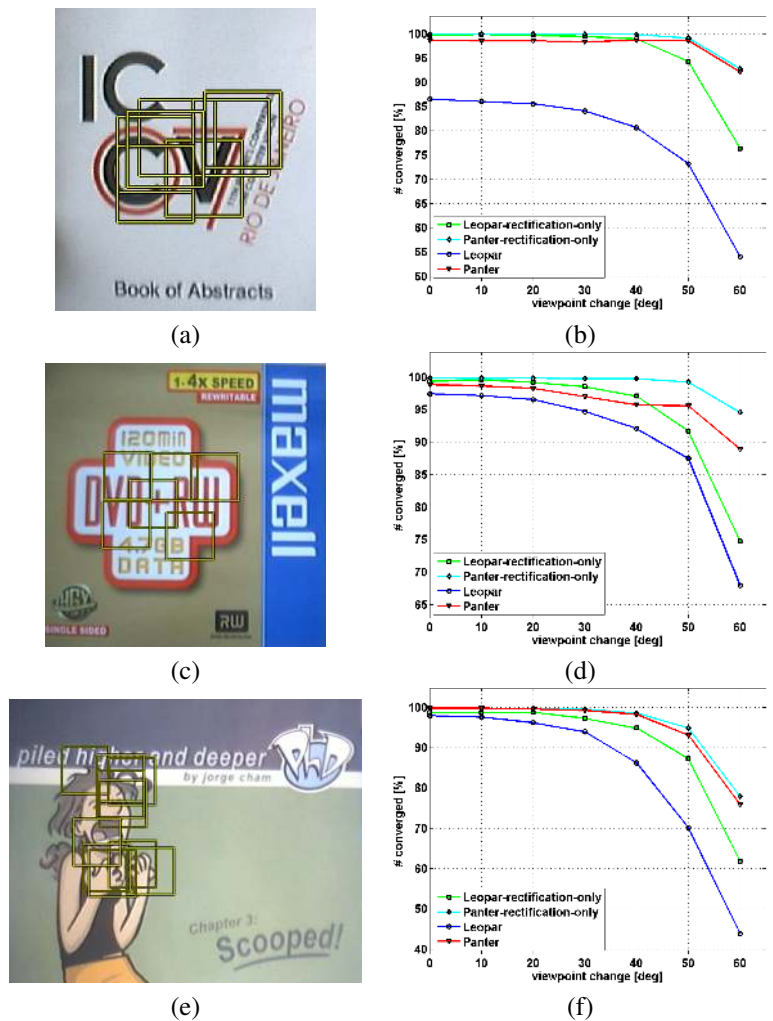 IC
CV
11TH
RIO DE JANEIRO
Book of Abstracts
(a)
# converged [%]
100
95
90
85
80
75
70
65
60
55
50
Leopar-rectification-only
Panter-rectification-only
Leopar
Panter
0 10 20 30 40 50 60
viewpoint change [deg]
(b)
1-4X SPEED
REWRITABLE
maxell
120min
VIDEO
DVD+RW
4.7GB
DATA
SINGLE SIDED
RW
(c)
# converged [%]
100
95
90
85
80
75
70
65
Leopar-rectification-only
Panter-rectification-only
Leopar
Panter
0 10 20 30 40 50 60
viewpoint change [deg]
(d)
piled higher and deeper
by jorge cham
PhD
Chapter 3:
Scooped!
(e)
# converged [%]
100
90
80
70
60
50
40
Leopar-rectification-only
Panter-rectification-only
Leopar
Panter
0 10 20 30 40 50 60
viewpoint change [deg]
(f)